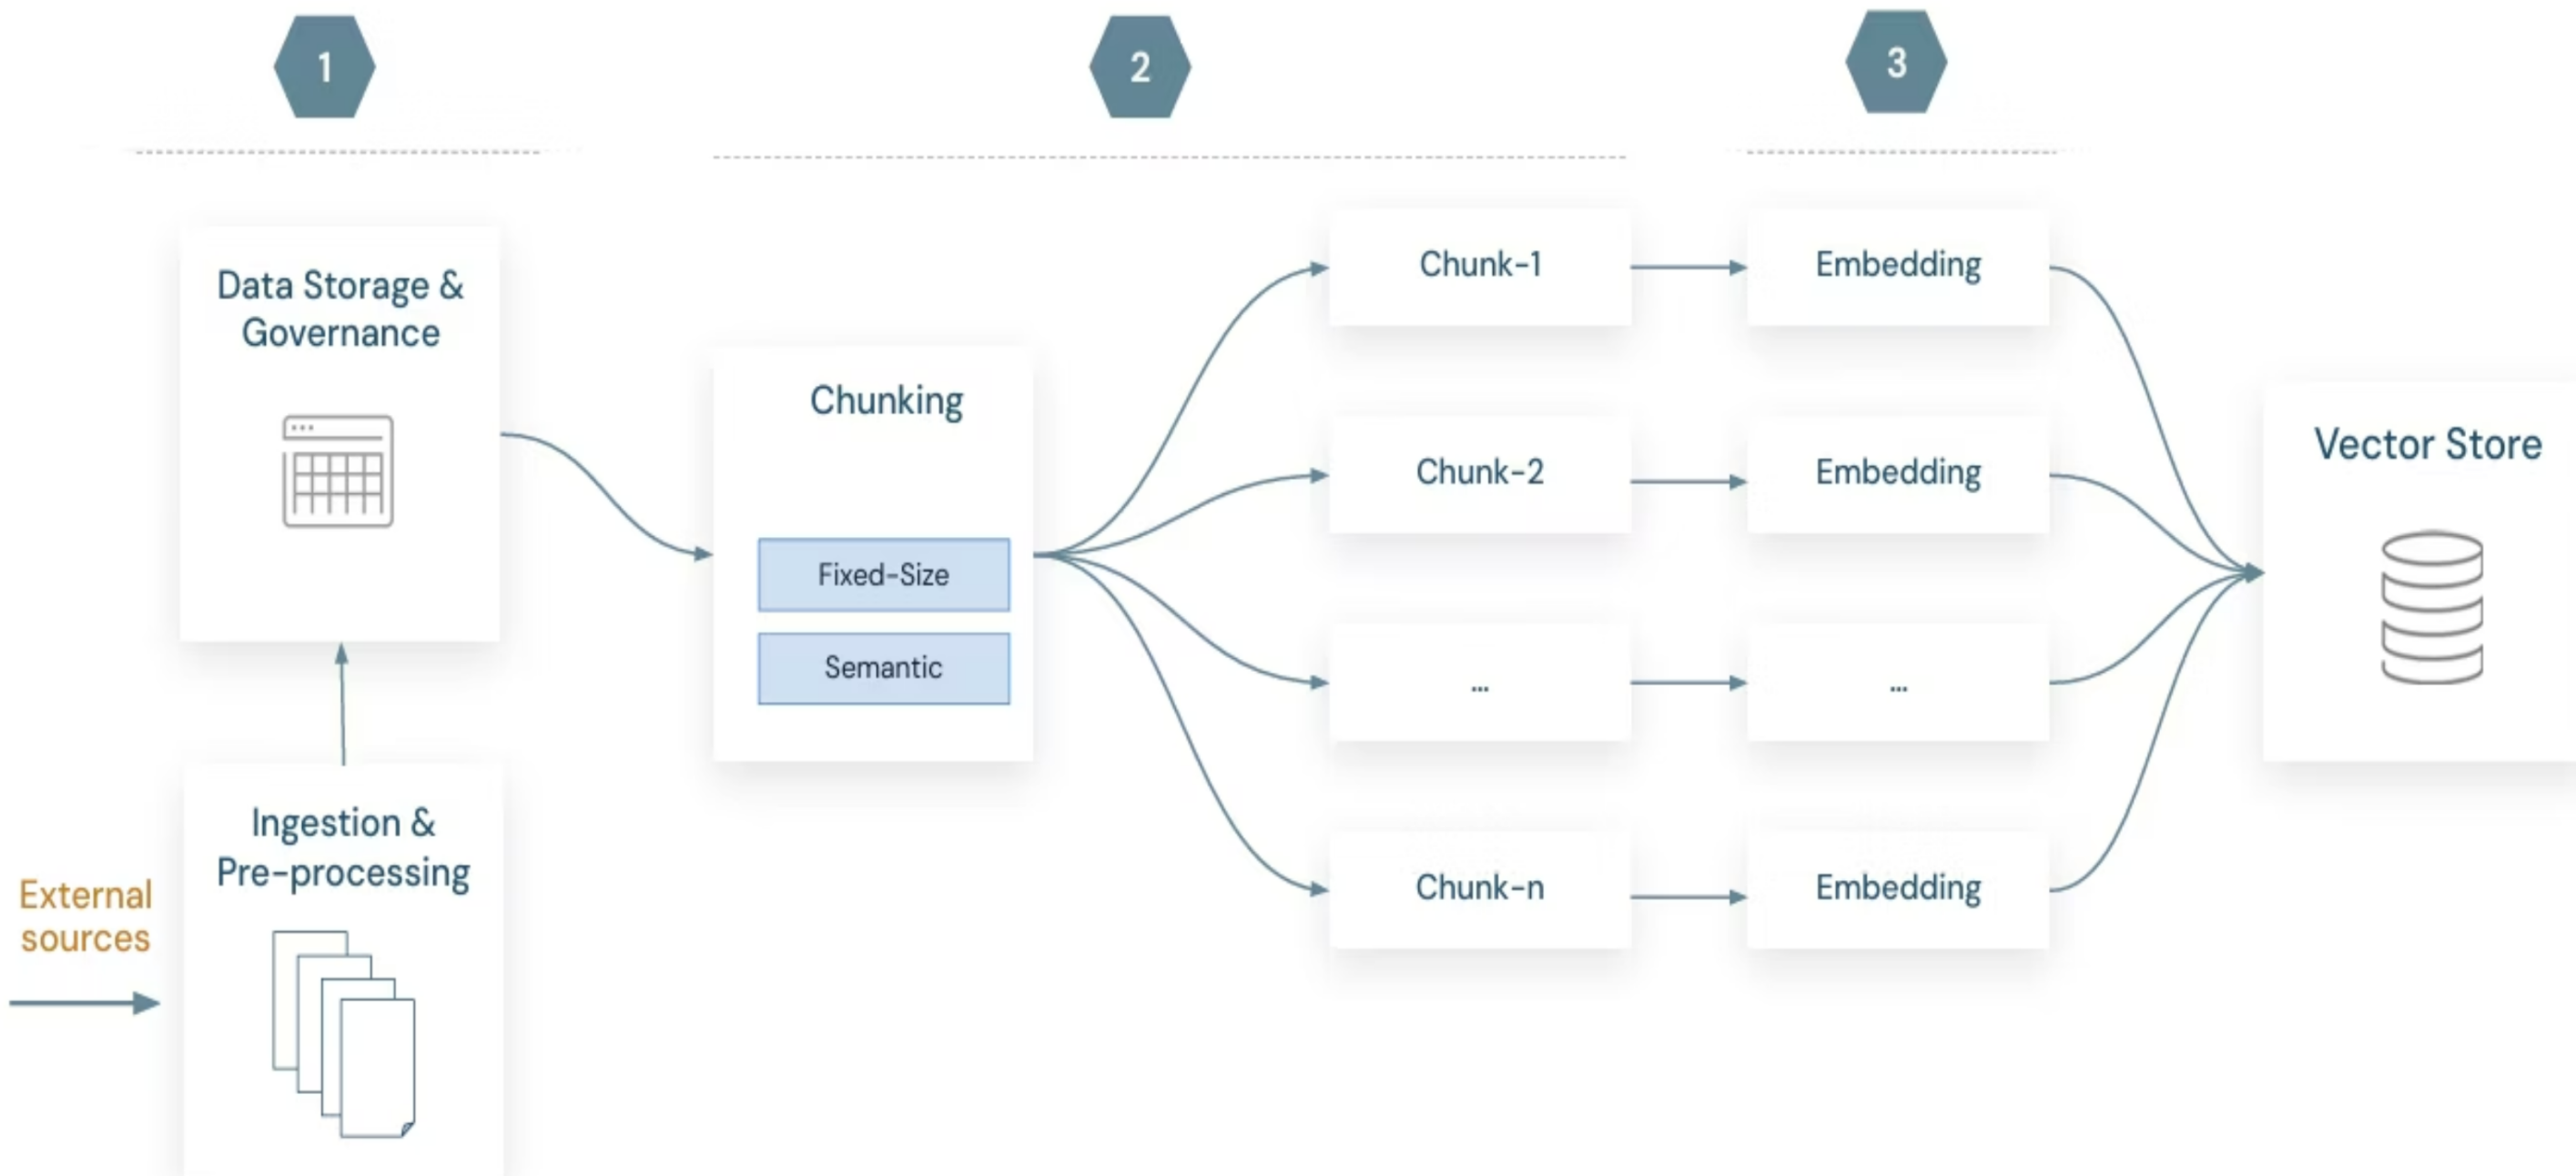 1
2
3
Data Storage &
Governance
Ingestion &
Pre-processing
External
sources
Chunking
Fixed-Size
Semantic
Chunk-1
Embedding
Chunk-2
Embedding
...
...
Chunk-n
Embedding
Vector Store